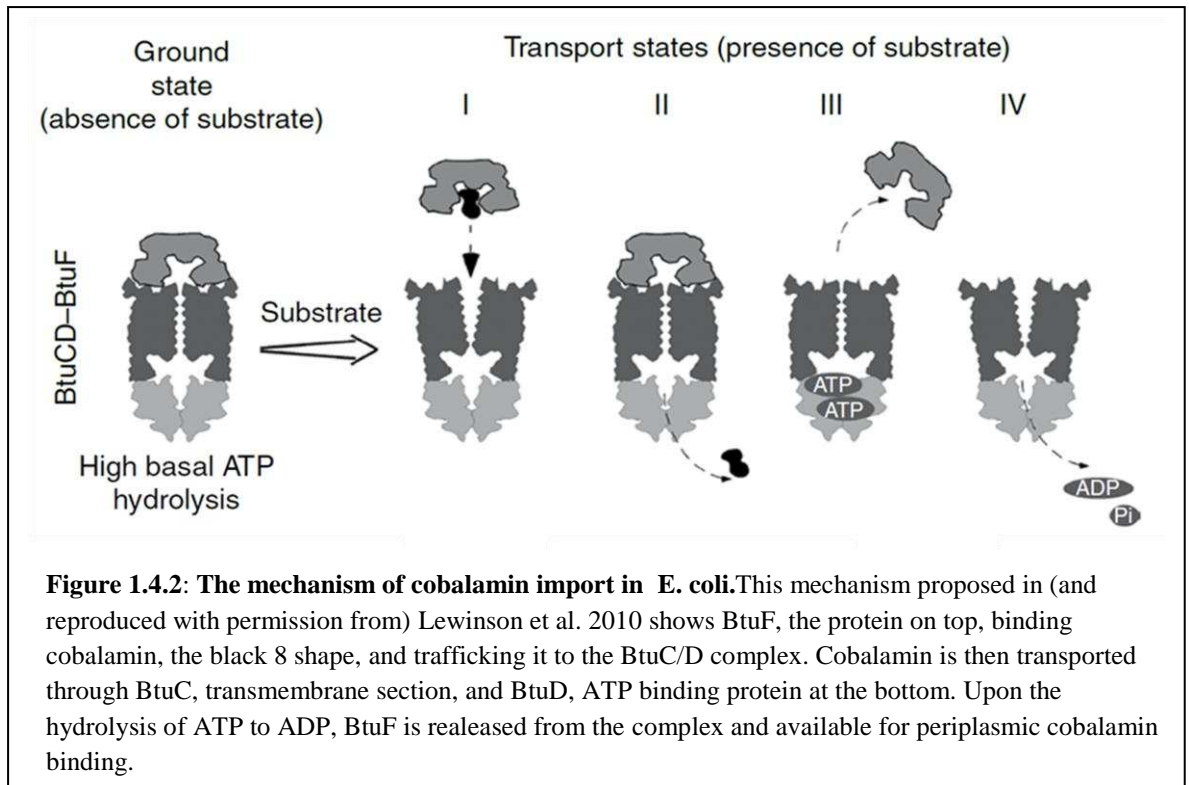 Ground
state
(absence of substrate)
Transport states (presence of substrate)
I II III IV
BtuCD–BtuF
Substrate
ATP
ATP
ADP
Pi
High basal ATP
hydrolysis
Figure 1.4.2: The mechanism of cobalamin import in E. coli.This mechanism proposed in (and
reproduced with permission from) Lewinson et al. 2010 shows BtuF, the protein on top, binding
cobalamin, the black 8 shape, and trafficking it to the BtuC/D complex. Cobalamin is then transported
through BtuC, transmembrane section, and BtuD, ATP binding protein at the bottom. Upon the
hydrolysis of ATP to ADP, BtuF is realeased from the complex and available for periplasmic cobalamin
binding.